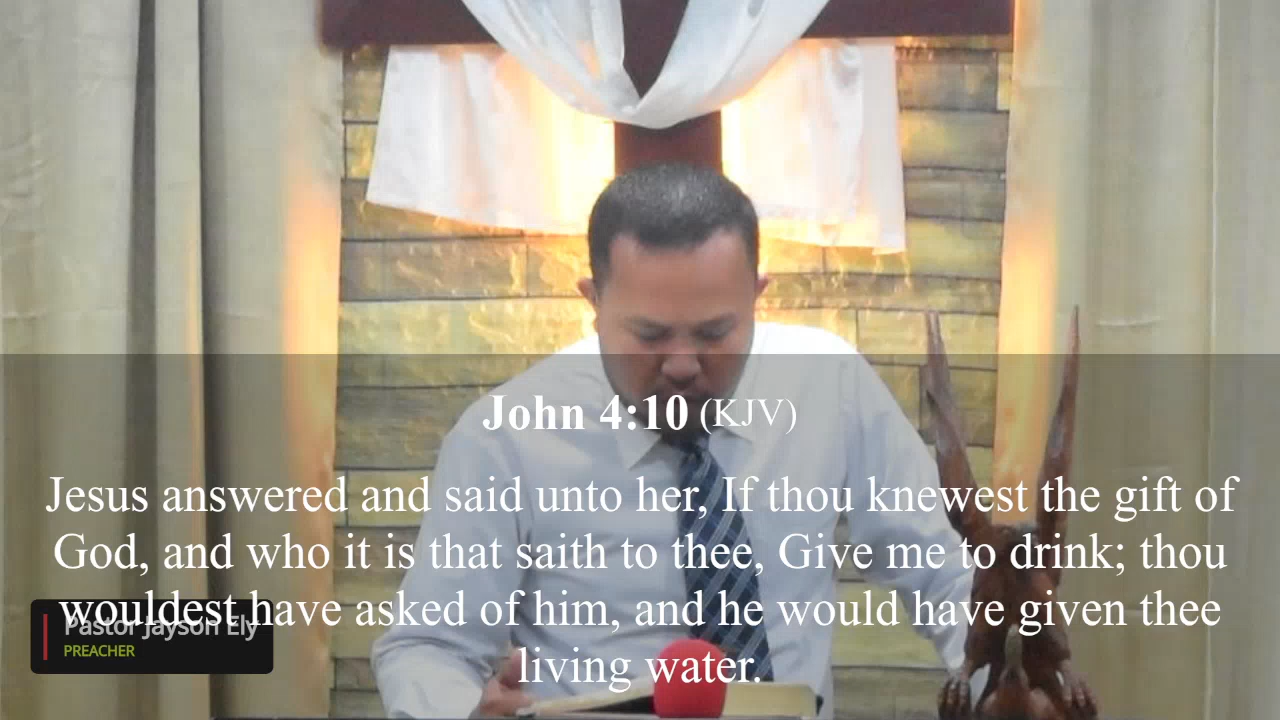 John 4:10 (KJV)
Jesus answered and said unto her, If thou knewest the gift of
God, and who it is that saith to thee, Give me to drink; thou
wouldest have asked of him, and he would have given thee
living water.
Pastor Jayson Ely
PREACHER